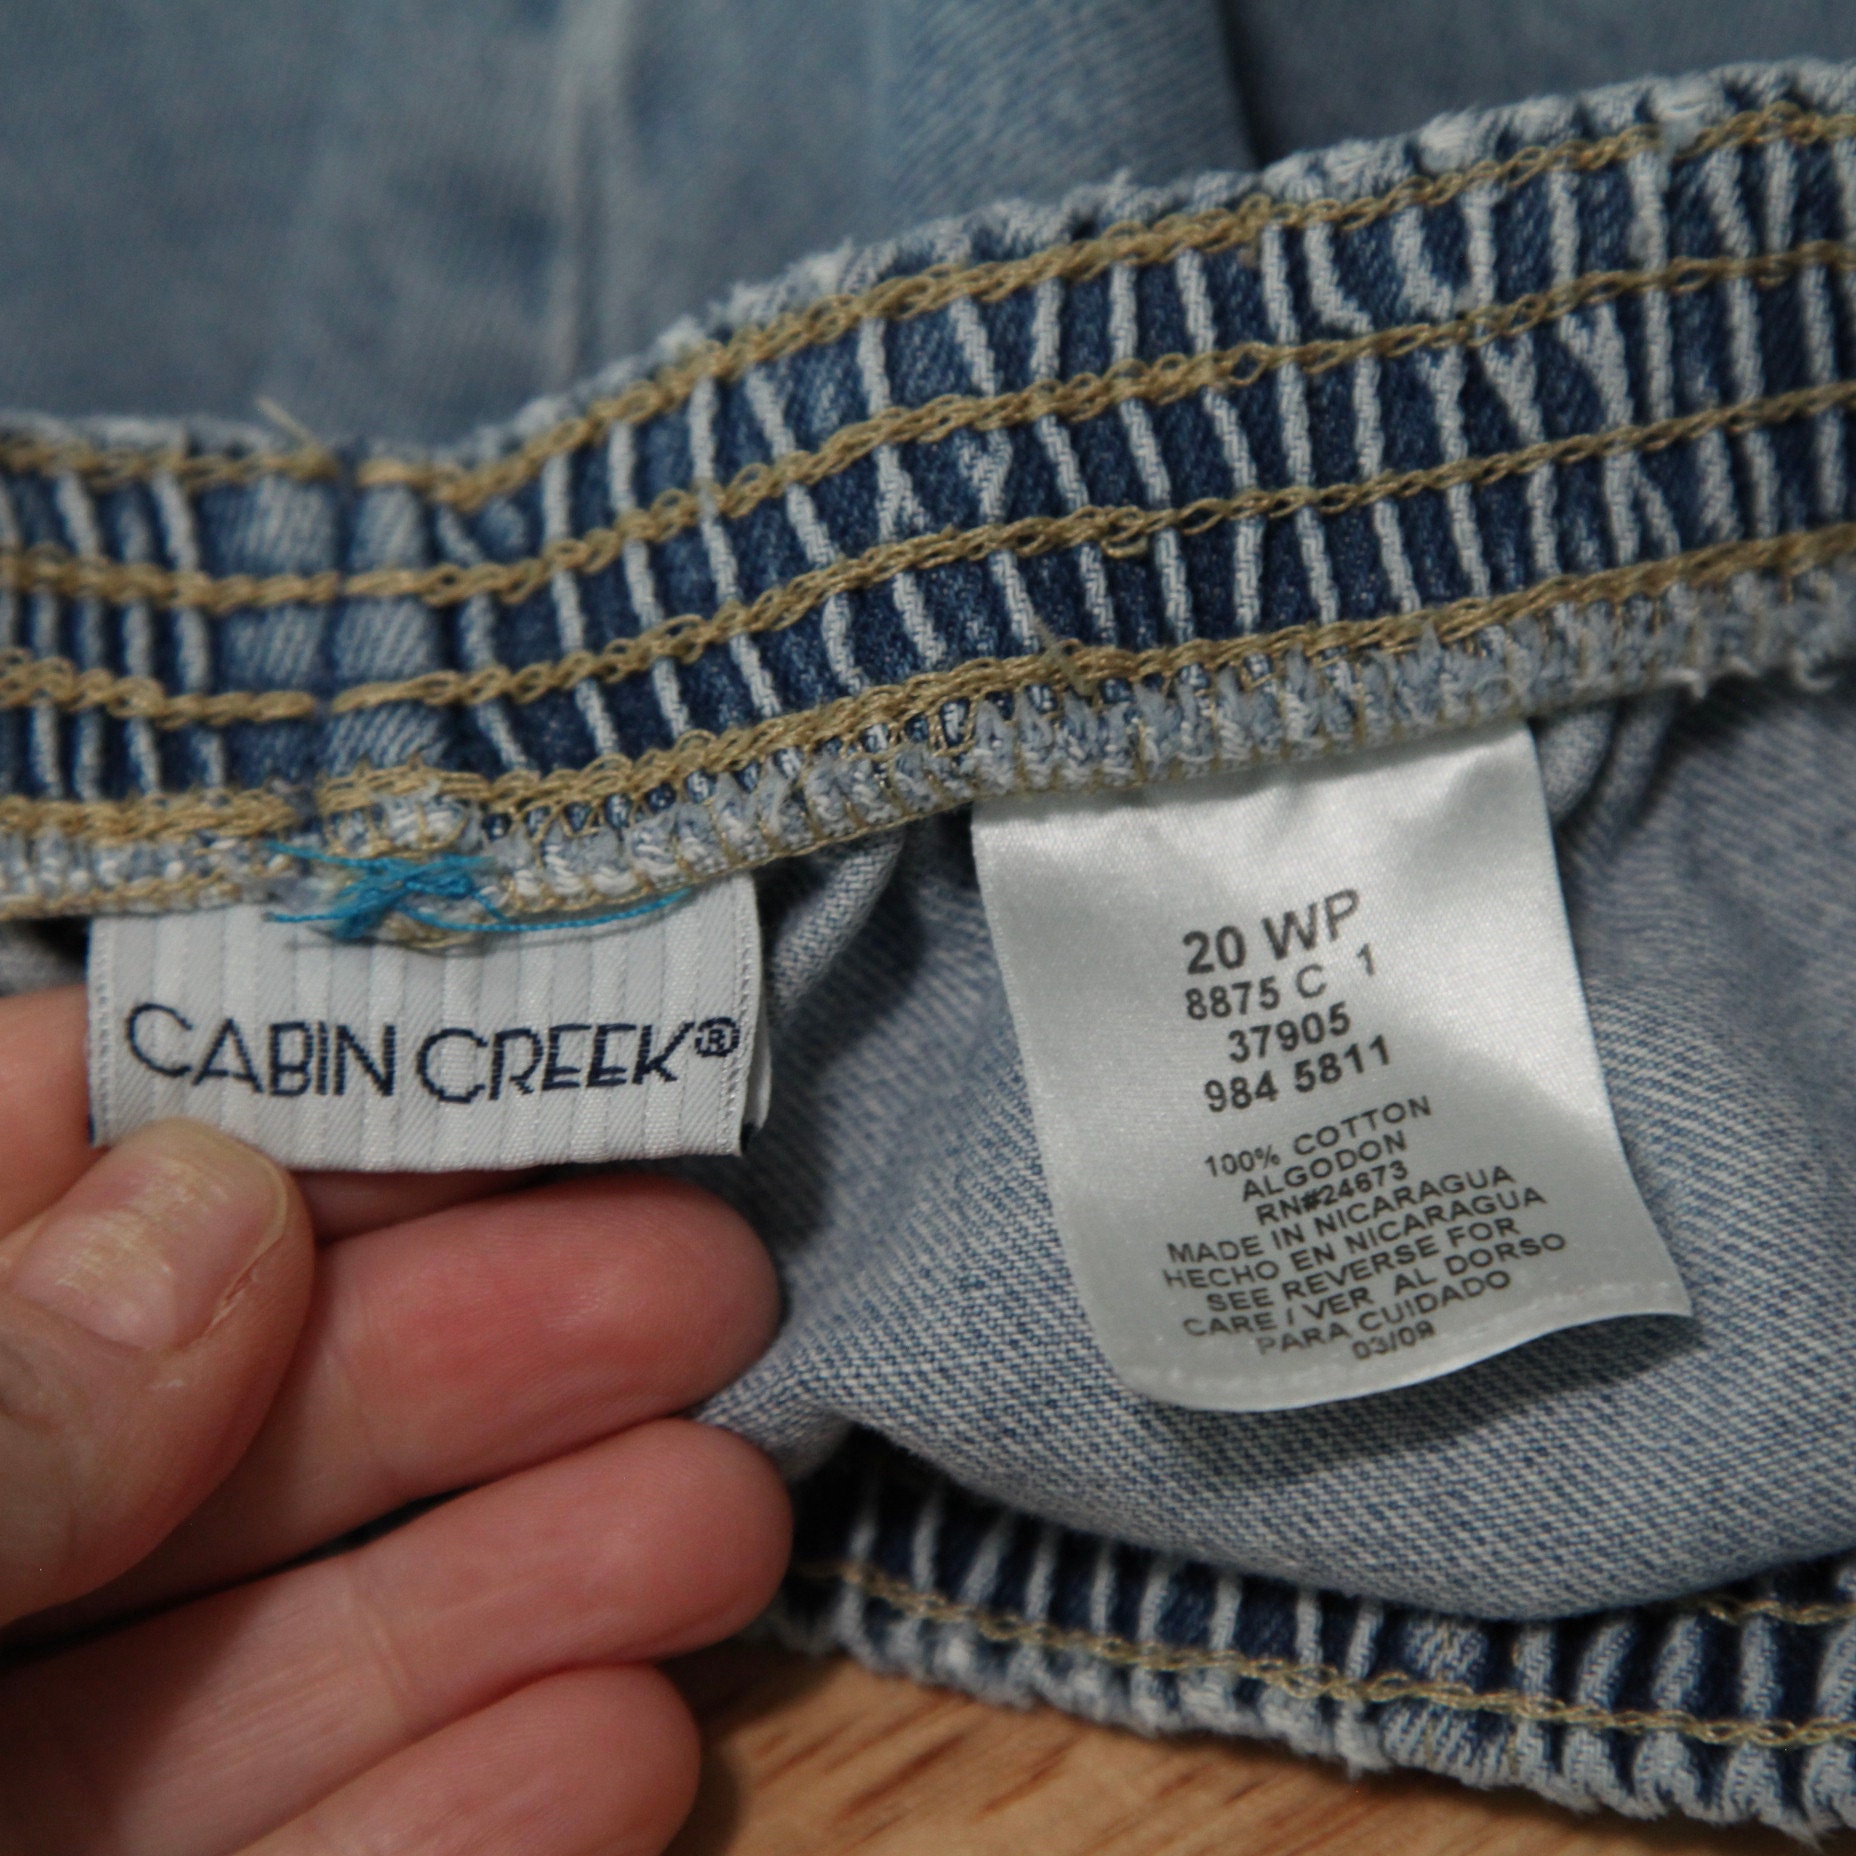 CABIN CREEK®
20 WP
8875 C 1
37905
984 5811
100% COTTON
ALGODON
RN#24673
MADE IN NICARAGUA
HECHO EN NICARAGUA
SEE REVERSE FOR
CARE / VER AL DORSO
PARA CUIDADO
03/09